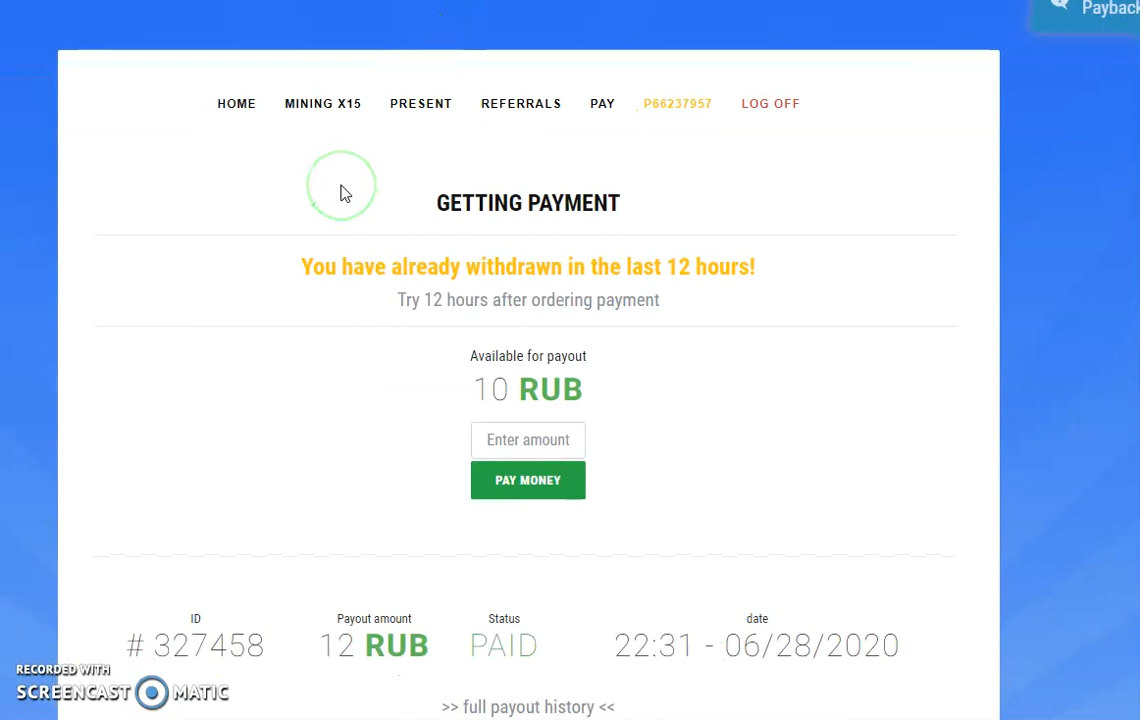 Payback
HOME MINING X15 PRESENT REFERRALS PAY P66237957 LOG OFF
GETTING PAYMENT
You have already withdrawn in the last 12 hours!
Try 12 hours after ordering payment
Available for payout
10 RUB
Enter amount
PAY MONEY
ID Payout amount Status date
# 327458 12 RUB PAID 22:31 - 06/28/2020
>> full payout history <<
RECORDED WITH
SCREENCAST MATIC